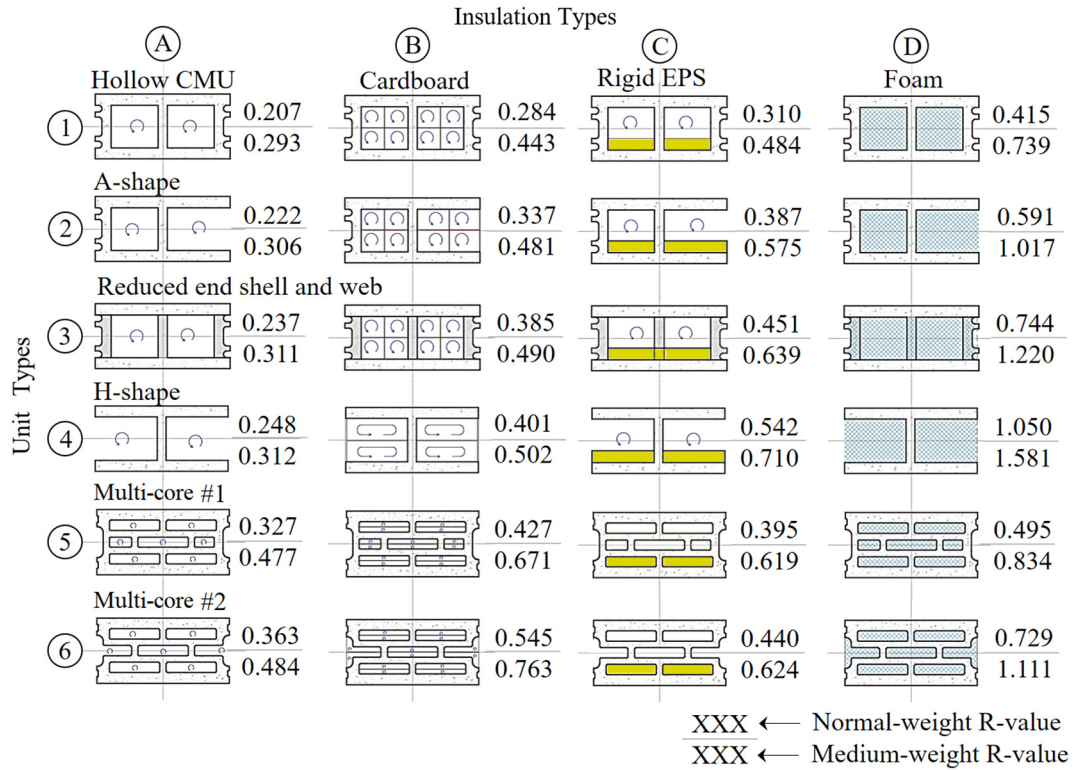 Insulation Types
A B C D
Hollow CMU Cardboard Rigid EPS Foam
1 0.207 0.284 0.310 0.415
0.293 0.443 0.484 0.739
A-shape
2 0.222 0.337 0.387 0.591
0.306 0.481 0.575 1.017
Reduced end shell and web
3 0.237 0.385 0.451 0.744
0.311 0.490 0.639 1.220
H-shape
4 0.248 0.401 0.542 1.050
0.312 0.502 0.710 1.581
Multi-core #1
5 0.327 0.427 0.395 0.495
0.477 0.671 0.619 0.834
Multi-core #2
6 0.363 0.545 0.440 0.729
0.484 0.763 0.624 1.111
Unit Types
XXX Normal-weight R-value
XXX Medium-weight R-value